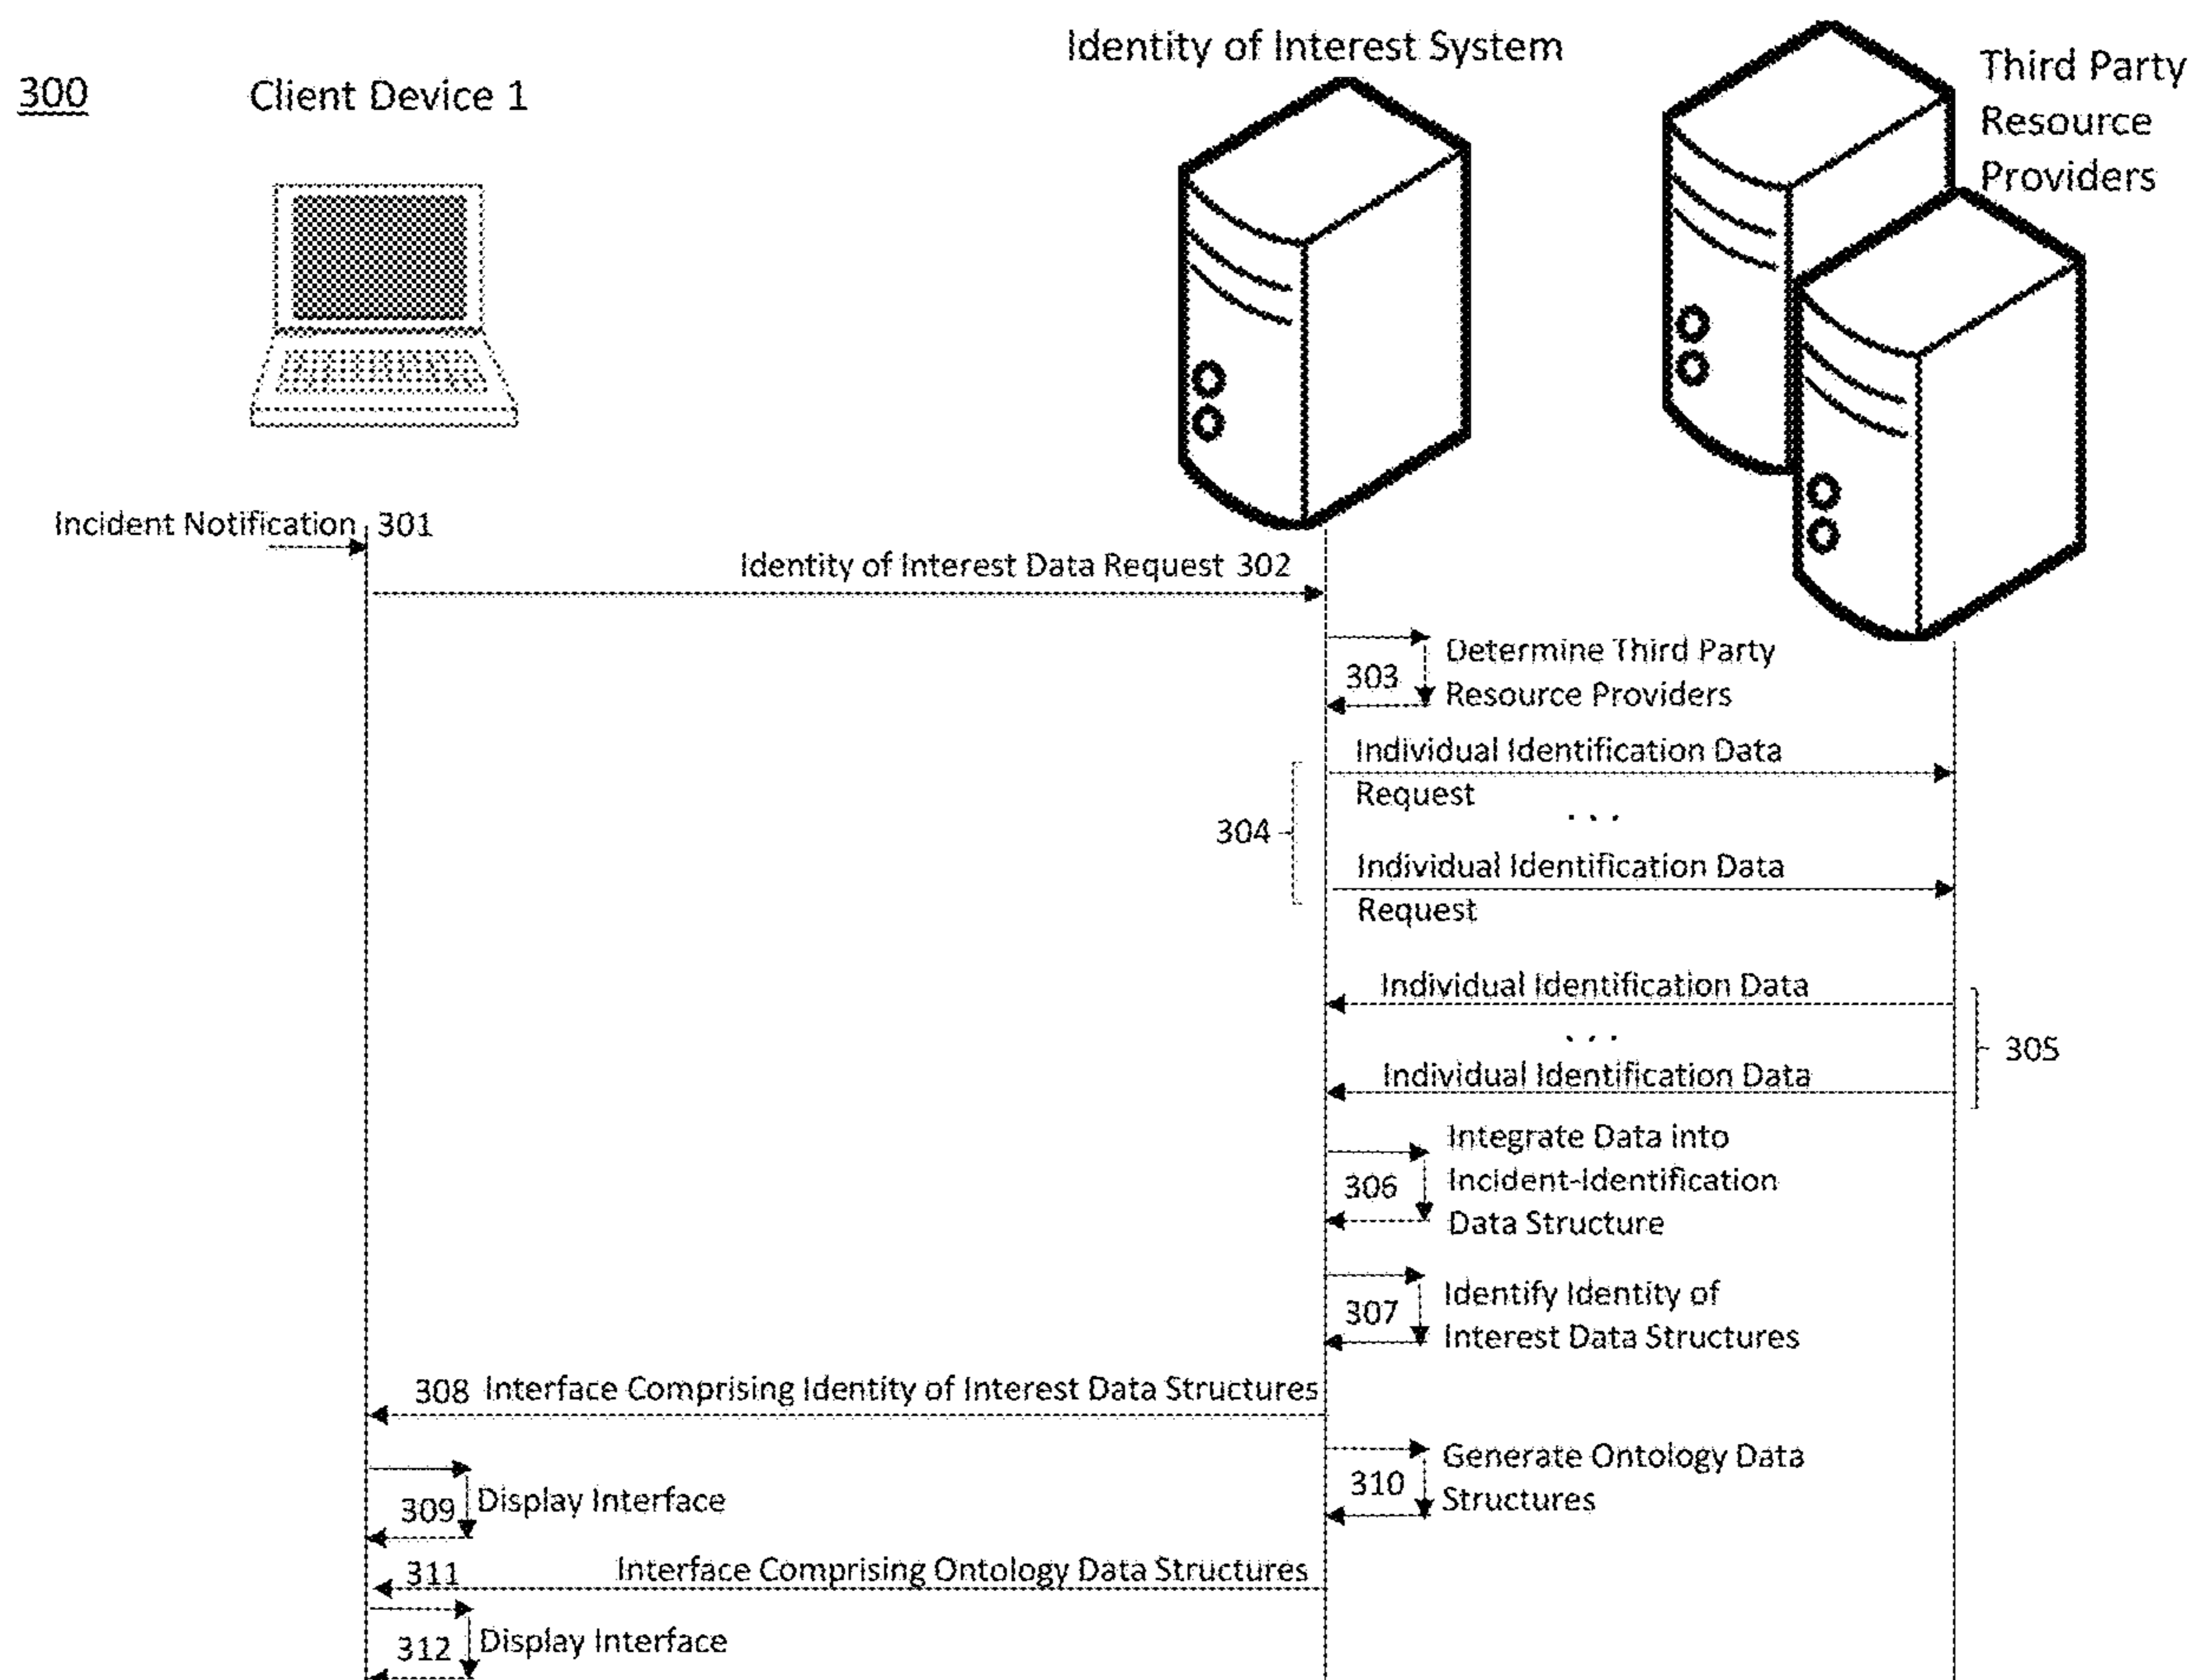 300
Client Device 1
Identity of Interest System
Third Party
Resource
Providers
Incident Notification 301
Identity of Interest Data Request 302
303
Determine Third Party
Resource Providers
Individual Identification Data
Request
. . .
304
Individual Identification Data
Request
Individual Identification Data
. . .
305
Individual Identification Data
306
Integrate Data into
Incident-Identification
Data Structure
307
Identify Identity of
Interest Data Structures
308 Interface Comprising Identity of Interest Data Structures
309
Display Interface
310
Generate Ontology Data
Structures
311 Interface Comprising Ontology Data Structures
312
Display Interface